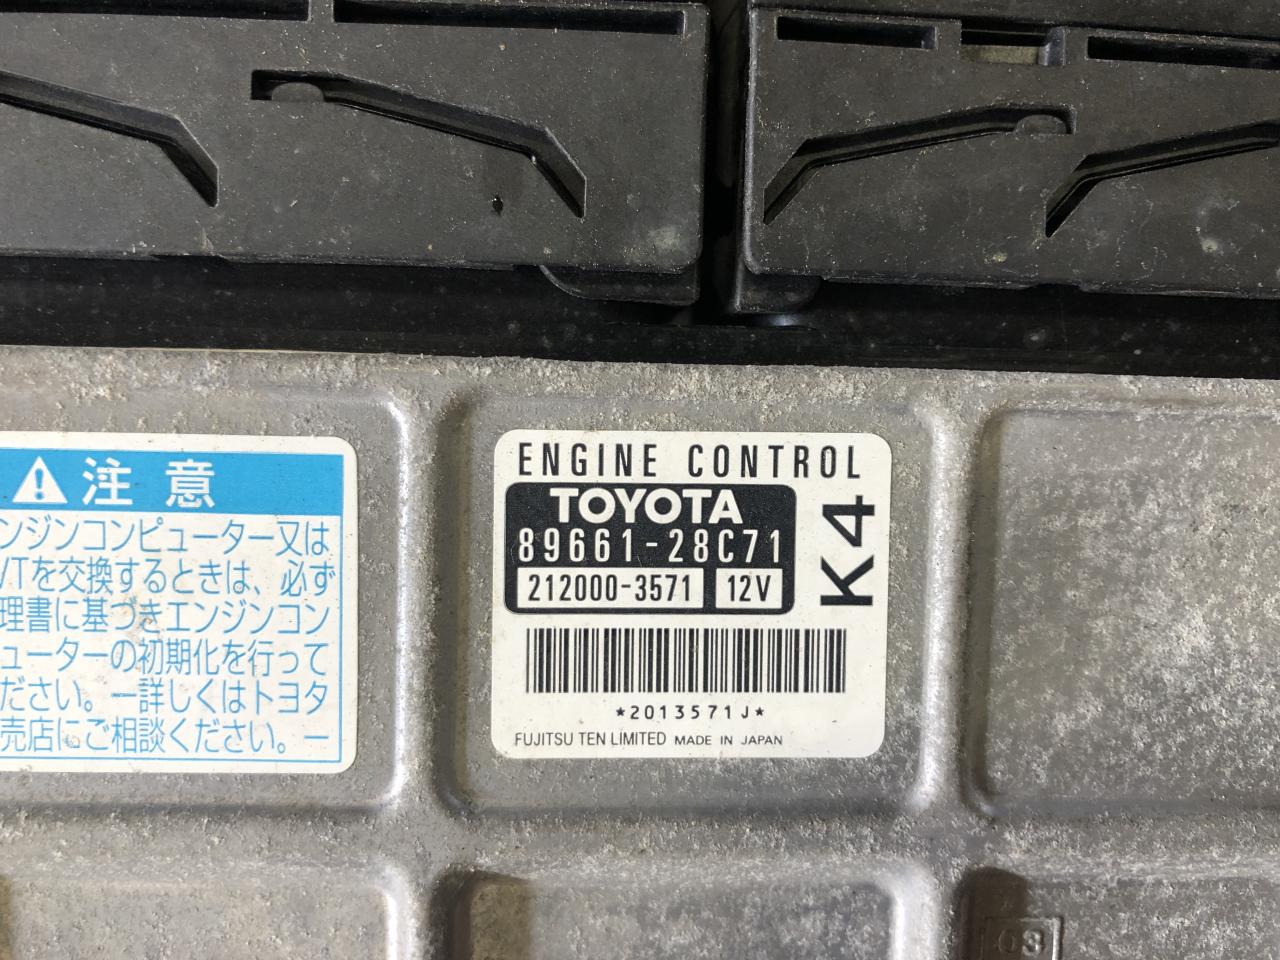 注意
ンジンコンピューター又は
/Tを交換するときは、必ず
理書に基づきエンジンコン
ューターの初期化を行って
ださい。ー詳しくはトヨタ
売店にご相談ください。ー
ENGINE CONTROL
TOYOTA
89661-28C71
212000-3571 12V
K4
*2013571J*
FUJITSU TEN LIMITED MADE IN JAPAN
03